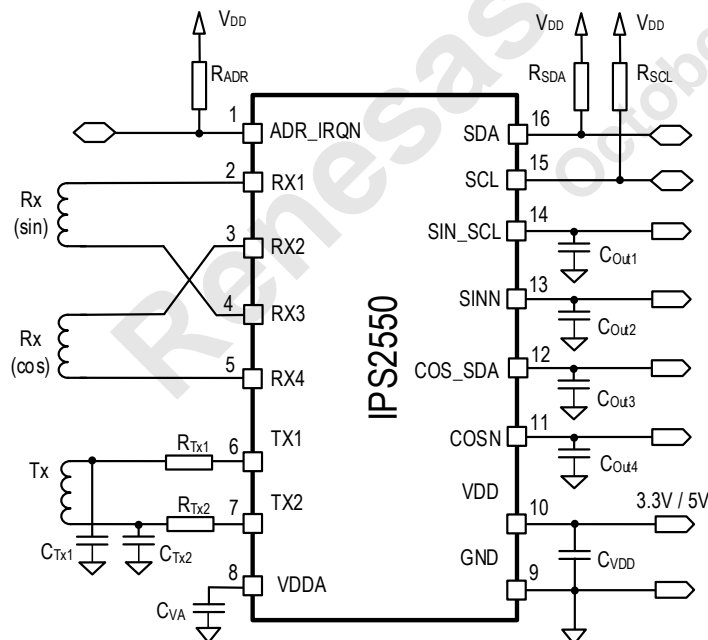 VDD
VDD
VDD
RADR
RSDA
RSCL
1
ADR_IRQN
SDA
16
2
RX1
SCL
15
Rx
(sin)
3
RX2
SIN_SCL
14
COut1
4
RX3
SINN
13
COut2
Rx
(cos)
5
RX4
COS_SDA
12
COut3
IPS2550
RTx1
6
TX1
COSN
11
COut4
Tx
RTx2
7
TX2
VDD
10
3.3V / 5V
CTx1
CTx2
8
VDDA
GND
9
CVDD
CVA
Renesas
Octobe